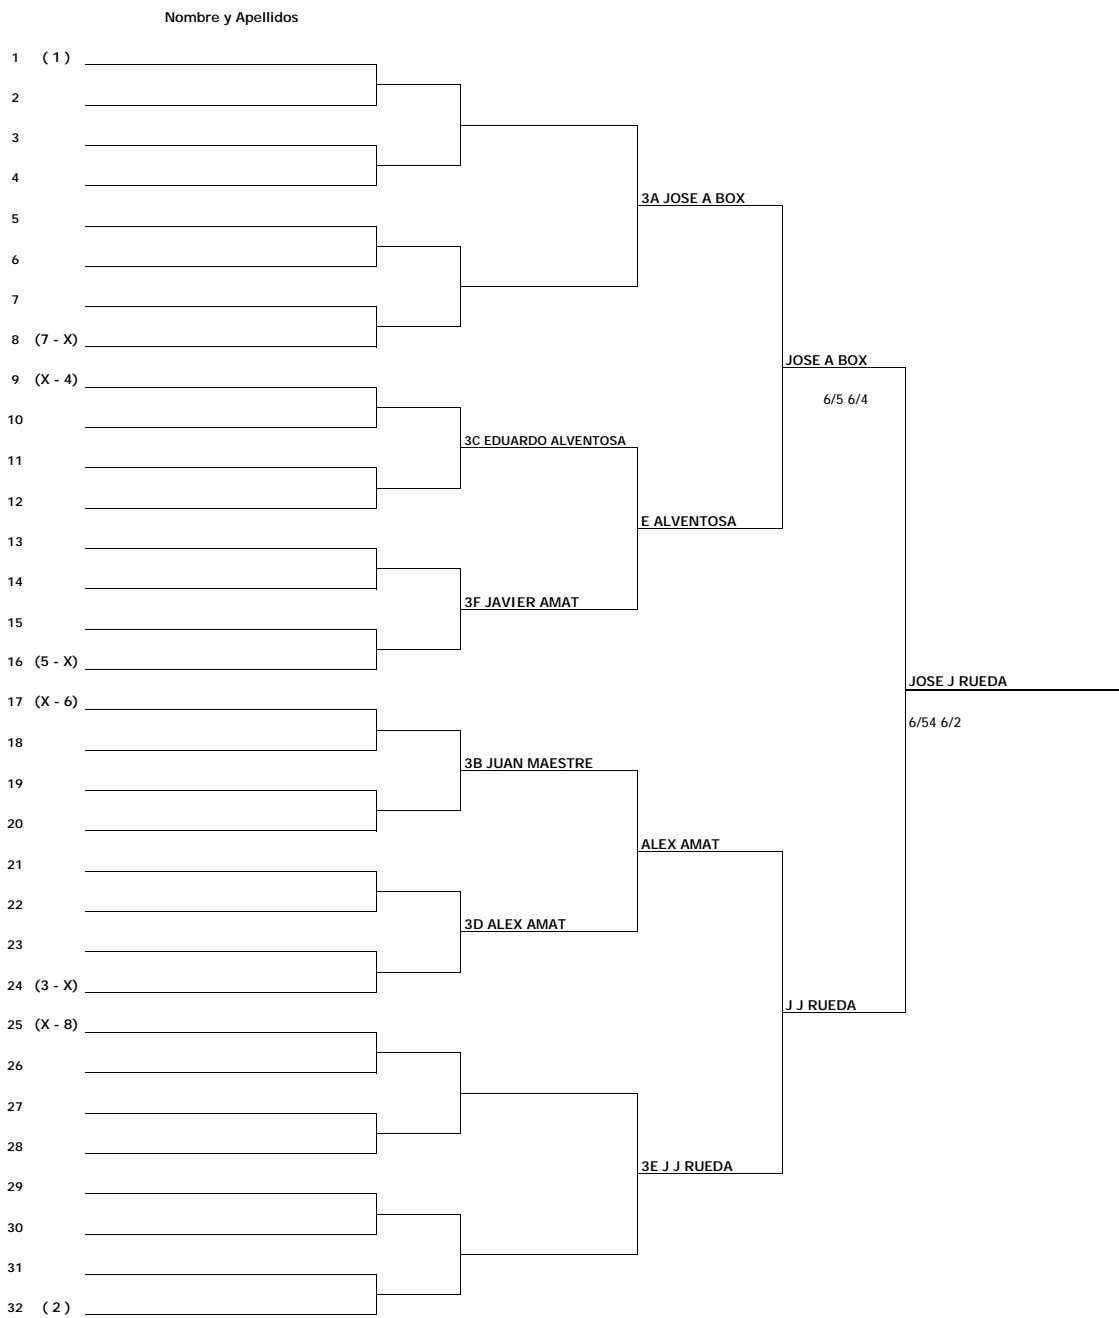 Nombre y Apellidos
1 ( 1 )
2
3
4
3A JOSE A BOX
5
6
7
8 (7 - X)
JOSE A BOX
9 (X - 4)
6/5 6/4
10
3C EDUARDO ALVENTOSA
11
12
E ALVENTOSA
13
14
3F JAVIER AMAT
15
16 (5 - X)
JOSE J RUEDA
17 (X - 6)
6/54 6/2
18
3B JUAN MAESTRE
19
20
ALEX AMAT
21
22
3D ALEX AMAT
23
24 (3 - X)
J J RUEDA
25 (X - 8)
26
27
28
3E J J RUEDA
29
30
31
32 ( 2 )